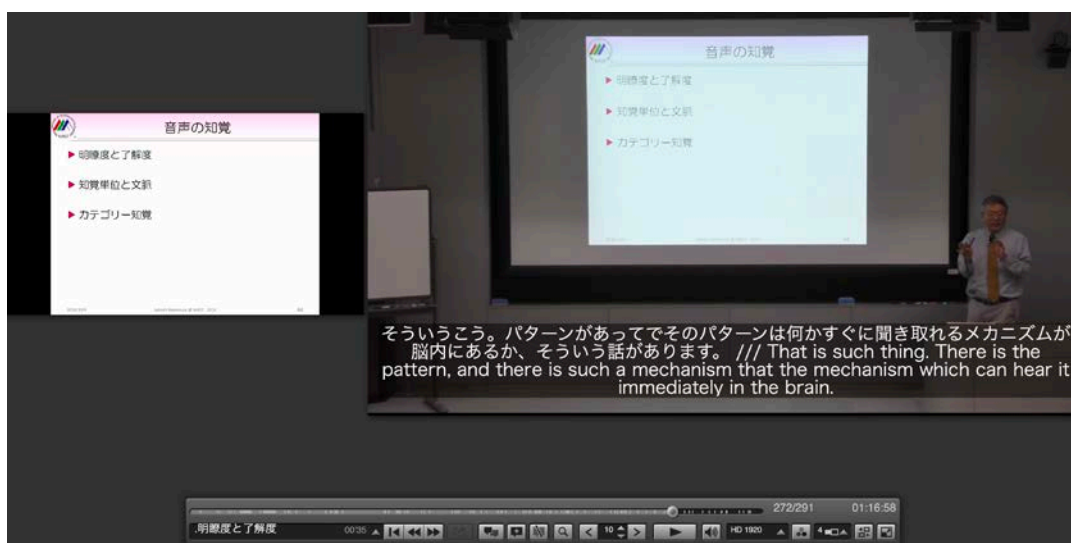 音声の知覚
▶ 明瞭度と了解度
▶ 知覚単位と文脈
▶ カテゴリー知覚
音声の知覚
▶ 明瞭度と了解度
▶ 知覚単位と文脈
▶ カテゴリー知覚
そういうこう。パターンがあってでそのパターンは何かすぐに聞き取れるメカニズムが
脳内にあるか、そういう話があります。 /// That is such thing. There is the
pattern, and there is such a mechanism that the mechanism which can hear it
immediately in the brain.
272/291 01:16:58
.明瞭度と了解度 00:35 10 HD 1920 4